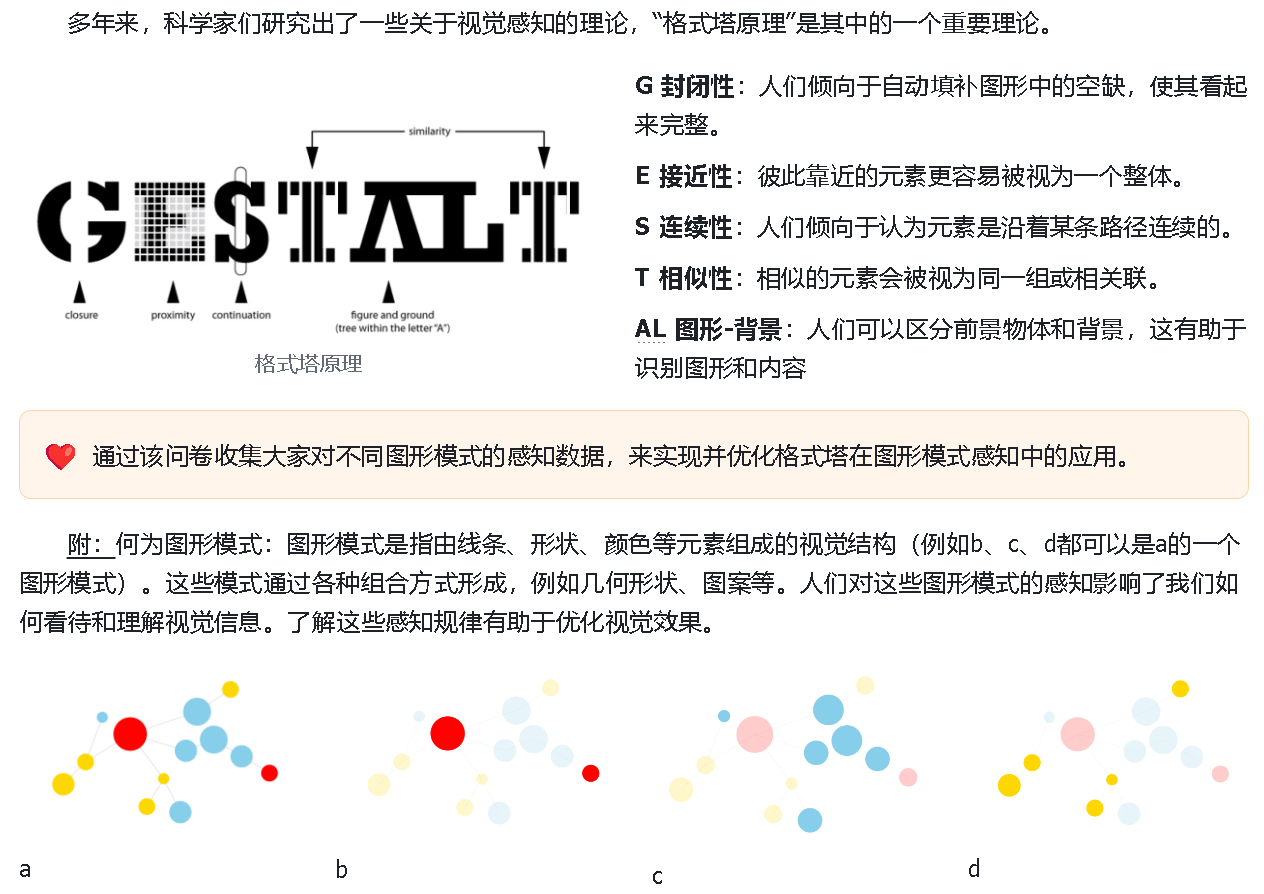 多年来，科学家们研究出了一些关于视觉感知的理论，“格式塔原理”是其中的一个重要理论。
similarity
GESTALT
closure
proximity
continuation
figure and ground
(tree within the letter "A")
格式塔原理
G 封闭性：人们倾向于自动填补图形中的空缺，使其看起
来完整。
E 接近性：彼此靠近的元素更容易被视为一个整体。
S 连续性：人们倾向于认为元素是沿着某条路径连续的。
T 相似性：相似的元素会被视为同一组或相关联。
AL 图形-背景：人们可以区分前景物体和背景，这有助于
识别图形和内容
通过该问卷收集大家对不同图形模式的感知数据，来实现并优化格式塔在图形模式感知中的应用。
附：何为图形模式：图形模式是指由线条、形状、颜色等元素组成的视觉结构（例如b、c、d都可以是a的一个
图形模式）。这些模式通过各种组合方式形成，例如几何形状、图案等。人们对这些图形模式的感知影响了我们如
何看待和理解视觉信息。了解这些感知规律有助于优化视觉效果。
a
b
c
d